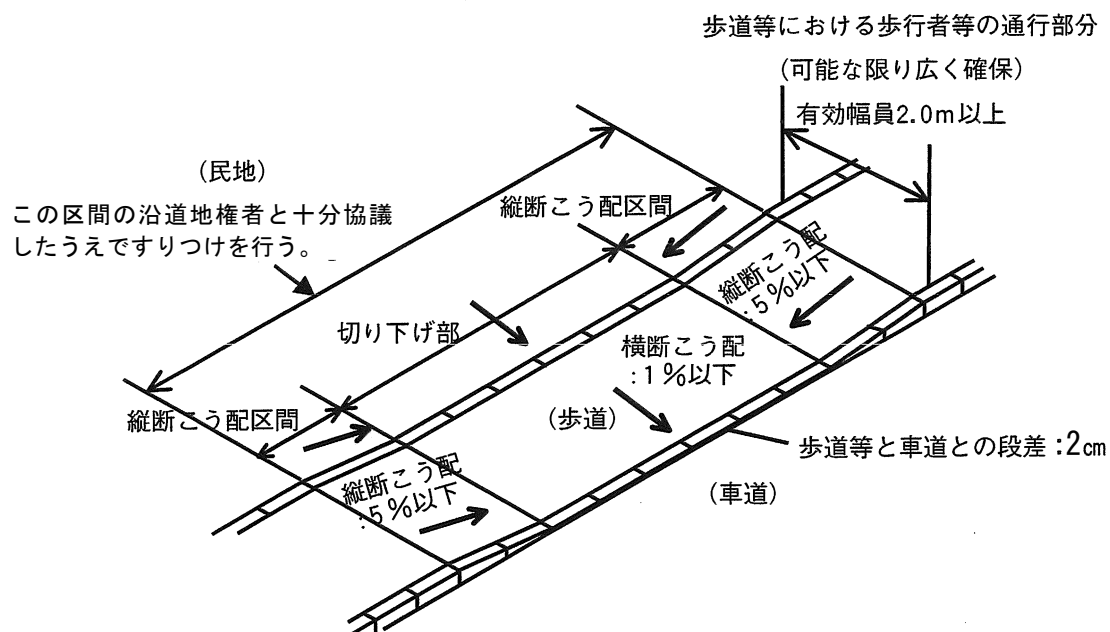 歩道等における歩行者等の通行部分
(可能な限り広く確保)
有効幅員2.0m以上
(民地)
この区間の沿道地権者と十分協議
したうえですりつけを行う。
縦断こう配区間
縦断こう配
:5%以下
切り下げ部
横断こう配
:1%以下
縦断こう配区間
(歩道)
歩道等と車道との段差:2cm
縦断こう配
:5%以下
(車道)